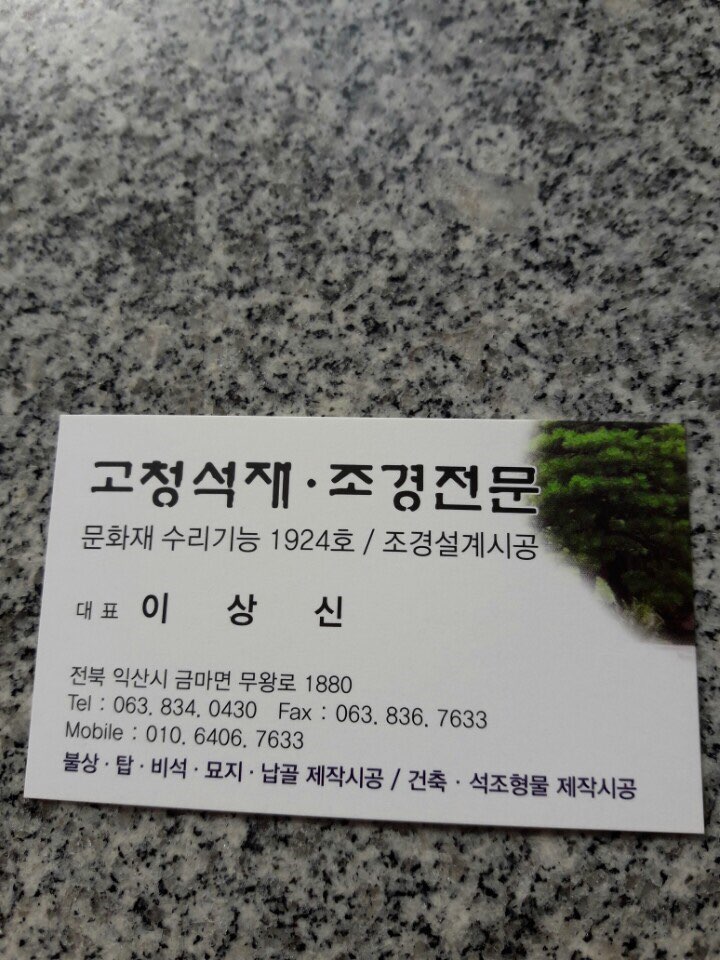 고청석재·조경전문
문화재 수리기능 1924호 / 조경설계시공
대표 이 상 신
전북 익산시 금마면 무왕로 1880
Tel : 063. 834. 0430 Fax : 063. 836. 7633
Mobile : 010. 6406. 7633
불상·탑·비석·묘지·납골 제작시공 / 건축·석조형물 제작시공